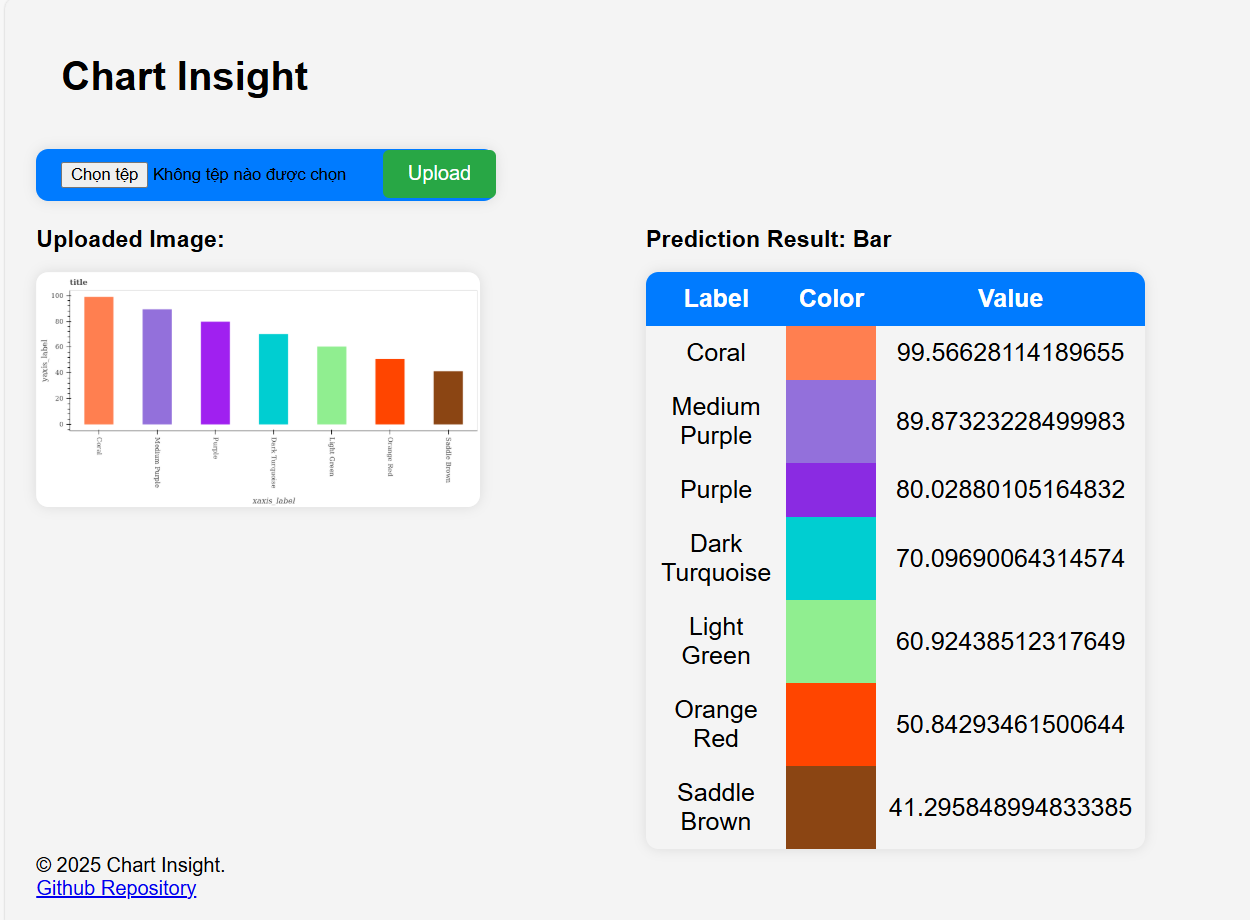 Chart Insight
Chọn tệp Không tệp nào được chọn Upload
Uploaded Image:
title
100
80
60
40
20
0
yaxis_label
Coral
Medium Purple
Purple
Dark Turquoise
Light Green
Orange Red
Saddle Brown
xaxis_label
Prediction Result: Bar
Label Color Value
Coral 99.56628114189655
Medium
Purple
89.87323228499983
Purple 80.02880105164832
Dark
Turquoise
70.09690064314574
Light
Green
60.92438512317649
Orange
Red
50.84293461500644
Saddle
Brown
41.295848994833385
© 2025 Chart Insight.
Github Repository